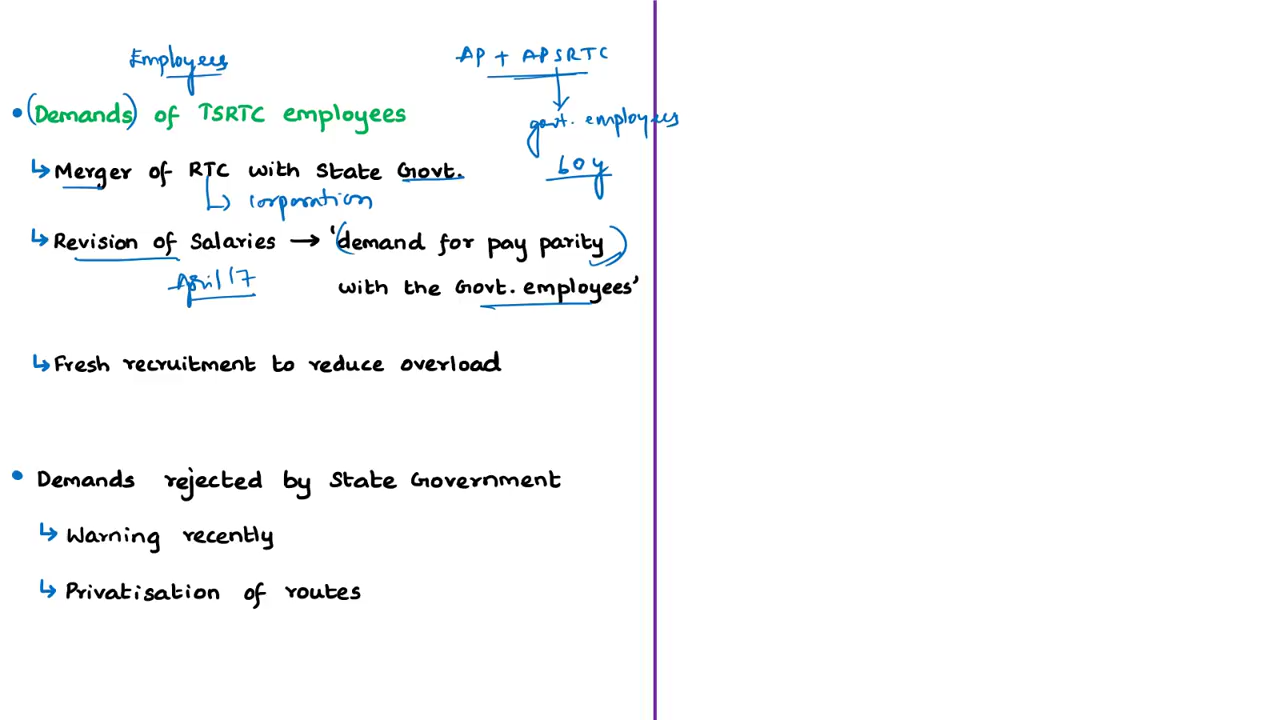 Employees
AP + APSRTC
• (Demands) of TSRTC employees
govt. employees
↳ Merger of RTC with State Govt.
60 y
↳ corporation
↳ Revision of Salaries → 'demand for pay parity
April 17
with the Govt. employees'
↳ Fresh recruitment to reduce overload
• Demands rejected by State Government
↳ Warning recently
↳ Privatisation of routes